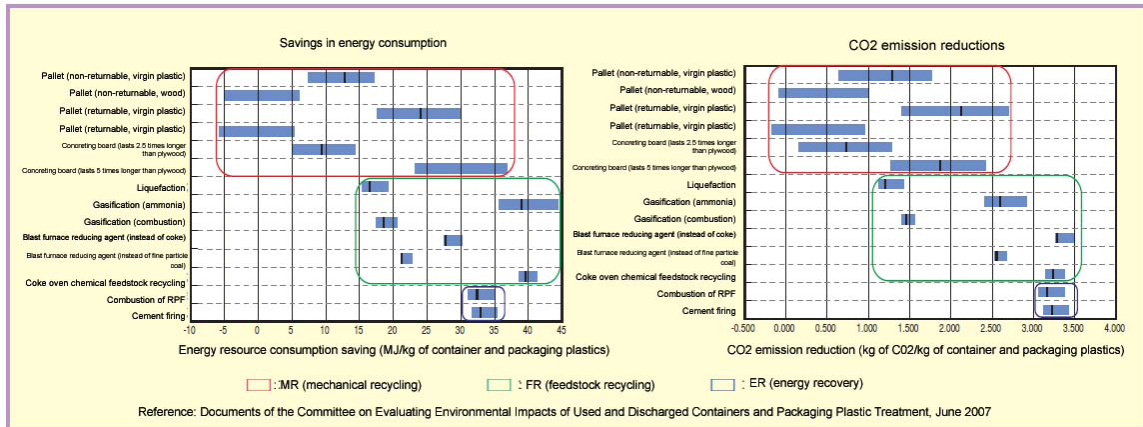 Savings in energy consumption
Pallet (non-returnable, virgin plastic)
Pallet (non-returnable, wood)
Pallet (returnable, virgin plastic)
Pallet (returnable, virgin plastic)
Concreting board (lasts 2.5 times longer
than plywood)
Concreting board (lasts 5 times longer than plywood)
Liquefaction
Gasification (ammonia)
Gasification (combustion)
Blast furnace reducing agent (instead of coke)
Blast furnace reducing agent (instead of fine particle
coal)
Coke oven chemical feedstock recycling
Combustion of RPF
Cement firing
-10 -5 0 5 10 15 20 25 30 35 40 45
Energy resource consumption saving (MJ/kg of container and packaging plastics)
CO2 emission reductions
Pallet (non-returnable, virgin plastic)
Pallet (non-returnable, wood)
Pallet (returnable, virgin plastic)
Pallet (returnable, virgin plastic)
Concreting board (lasts 2.5 times longer
than plywood)
Concreting board (lasts 5 times longer than plywood)
Liquefaction
Gasification (ammonia)
Gasification (combustion)
Blast furnace reducing agent (instead of coke)
Blast furnace reducing agent (instead of fine particle
coal)
Coke oven chemical feedstock recycling
Combustion of RPF
Cement firing
-0.500 0.000 0.500 1.000 1.500 2.000 2.500 3.000 3.500 4.000
CO2 emission reduction (kg of C02/kg of container and packaging plastics)
: MR (mechanical recycling) : FR (feedstock recycling) : ER (energy recovery)
Reference: Documents of the Committee on Evaluating Environmental Impacts of Used and Discharged Containers and Packaging Plastic Treatment, June 2007